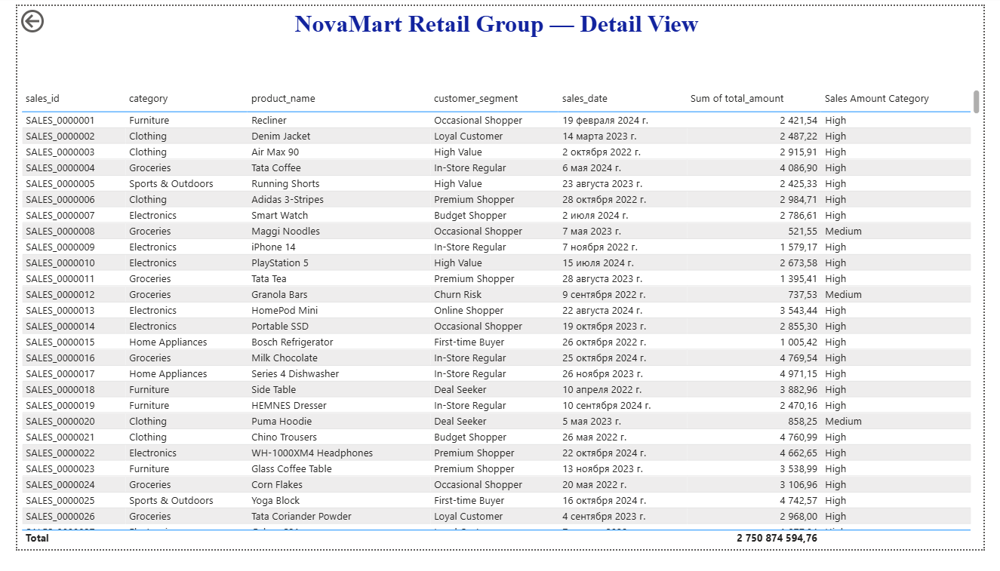 NovaMart Retail Group — Detail View
sales_id category product_name customer_segment sales_date Sum of total_amount Sales Amount Category
SALES_0000001 Furniture Recliner Occasional Shopper 19 февраля 2024 г. 2 421,54 High
SALES_0000002 Clothing Denim Jacket Loyal Customer 14 марта 2023 г. 2 487,22 High
SALES_0000003 Clothing Air Max 90 High Value 2 октября 2022 г. 2 915,91 High
SALES_0000004 Groceries Tata Coffee In-Store Regular 6 мая 2024 г. 4 086,90 High
SALES_0000005 Sports & Outdoors Running Shorts High Value 23 августа 2023 г. 2 425,33 High
SALES_0000006 Clothing Adidas 3-Stripes Premium Shopper 28 октября 2022 г. 2 984,71 High
SALES_0000007 Electronics Smart Watch Budget Shopper 2 июля 2024 г. 2 786,61 High
SALES_0000008 Groceries Maggi Noodles Occasional Shopper 7 мая 2023 г. 521,55 Medium
SALES_0000009 Electronics iPhone 14 In-Store Regular 7 ноября 2022 г. 1 579,17 High
SALES_0000010 Electronics PlayStation 5 High Value 15 июля 2024 г. 2 673,58 High
SALES_0000011 Groceries Tata Tea Premium Shopper 28 августа 2023 г. 1 395,41 High
SALES_0000012 Groceries Granola Bars Churn Risk 9 сентября 2022 г. 737,53 Medium
SALES_0000013 Electronics HomePod Mini Online Shopper 22 августа 2024 г. 3 543,44 High
SALES_0000014 Electronics Portable SSD Occasional Shopper 19 октября 2023 г. 2 855,30 High
SALES_0000015 Home Appliances Bosch Refrigerator First-time Buyer 26 октября 2022 г. 1 005,42 High
SALES_0000016 Groceries Milk Chocolate In-Store Regular 25 октября 2024 г. 4 769,54 High
SALES_0000017 Home Appliances Series 4 Dishwasher In-Store Regular 26 ноября 2023 г. 4 971,15 High
SALES_0000018 Furniture Side Table Deal Seeker 10 апреля 2022 г. 3 882,96 High
SALES_0000019 Furniture HEMNES Dresser In-Store Regular 10 сентября 2024 г. 2 470,16 High
SALES_0000020 Clothing Puma Hoodie Deal Seeker 5 мая 2023 г. 858,25 Medium
SALES_0000021 Clothing Chino Trousers Budget Shopper 26 мая 2022 г. 4 760,99 High
SALES_0000022 Electronics WH-1000XM4 Headphones Premium Shopper 22 октября 2024 г. 4 662,65 High
SALES_0000023 Furniture Glass Coffee Table Premium Shopper 13 ноября 2023 г. 3 538,99 High
SALES_0000024 Groceries Corn Flakes Occasional Shopper 20 мая 2022 г. 3 106,96 High
SALES_0000025 Sports & Outdoors Yoga Block First-time Buyer 16 октября 2024 г. 4 742,57 High
SALES_0000026 Groceries Tata Coriander Powder Loyal Customer 4 сентября 2023 г. 2 968,00 High
Total 2 750 874 594,76